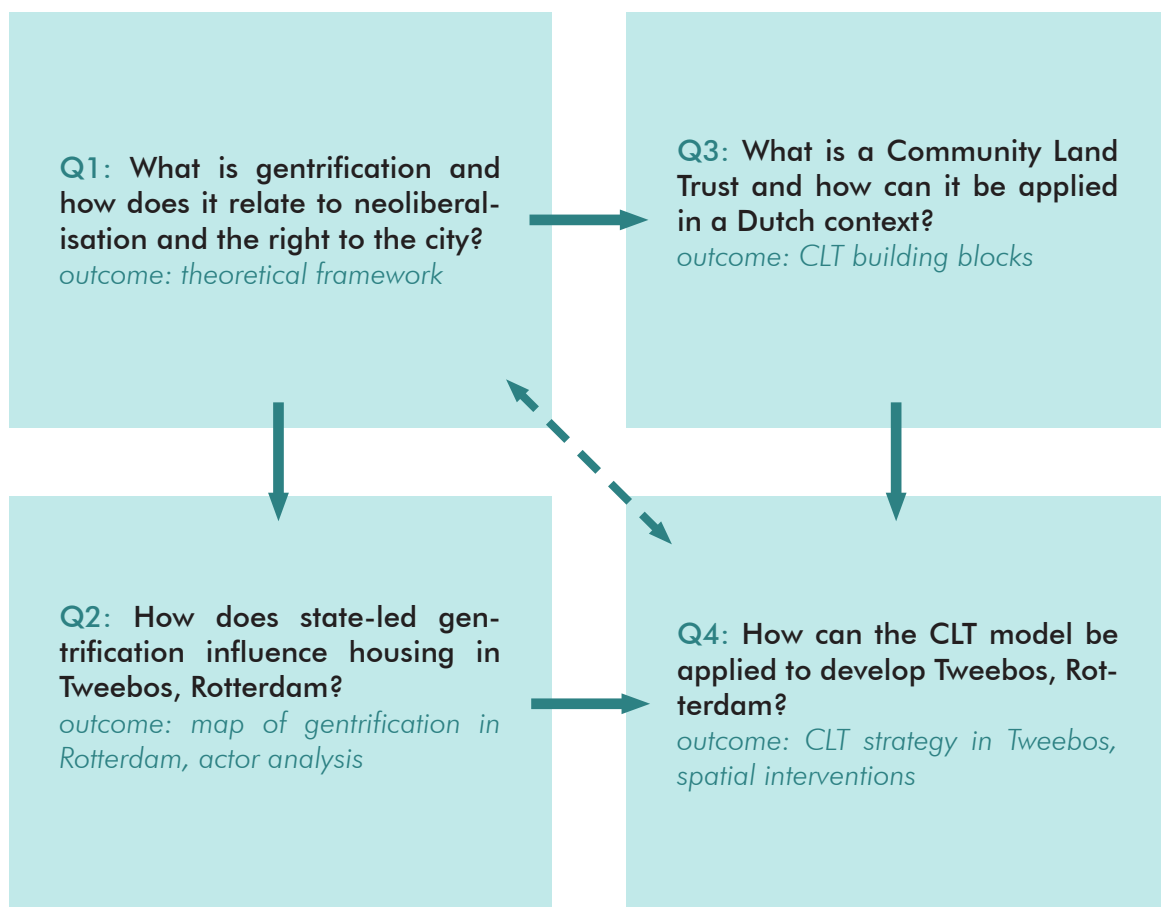 Q1: What is gentrification and
how does it relate to neoliberal-
isation and the right to the city?
outcome: theoretical framework
Q3: What is a Community Land
Trust and how can it be applied
in a Dutch context?
outcome: CLT building blocks
Q2: How does state-led gen-
trification influence housing in
Tweebos, Rotterdam?
outcome: map of gentrification in
Rotterdam, actor analysis
Q4: How can the CLT model be
applied to develop Tweebos, Rot-
terdam?
outcome: CLT strategy in Tweebos,
spatial interventions